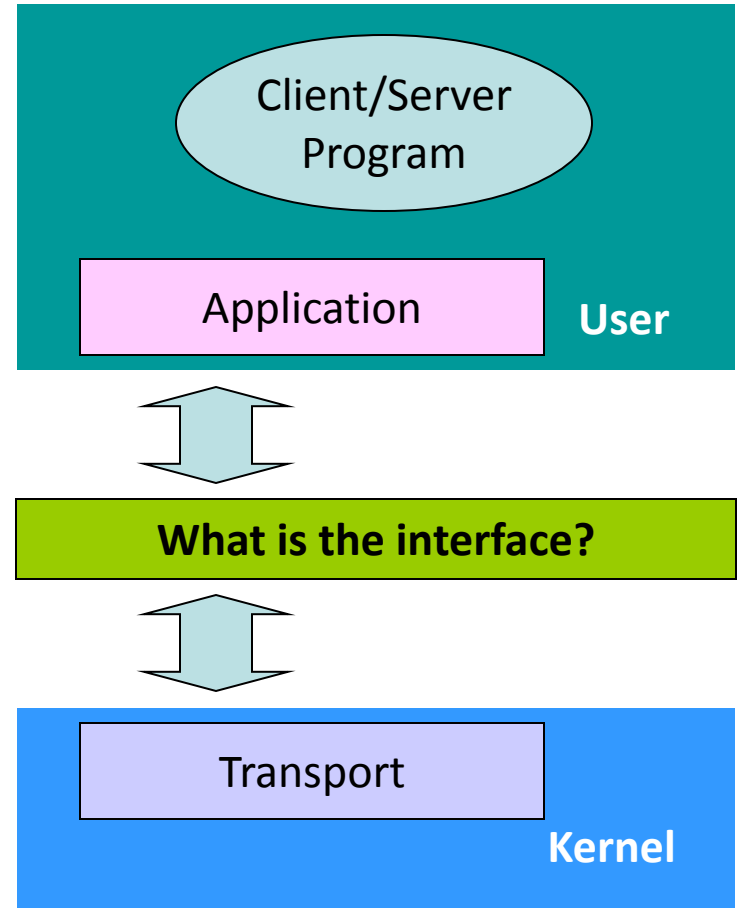 Client/Server
Program
Application
User
What is the interface?
Transport
Kernel